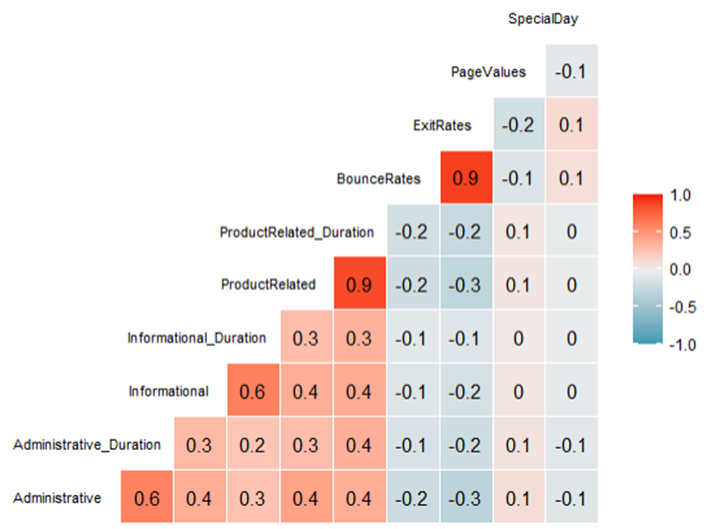 SpecialDay
PageValues -0.1
ExitRates -0.2 0.1
BounceRates 0.9 -0.1 0.1
ProductRelated_Duration -0.2 -0.2 0.1 0
ProductRelated 0.9 -0.2 -0.3 0.1 0
Informational_Duration 0.3 0.3 -0.1 -0.1 0 0
Informational 0.6 0.4 0.4 -0.1 -0.2 0 0
Administrative_Duration 0.3 0.2 0.3 0.4 -0.1 -0.2 0.1 -0.1
Administrative 0.6 0.4 0.3 0.4 0.4 -0.2 -0.3 0.1 -0.1
1.0
0.5
0.0
-0.5
-1.0